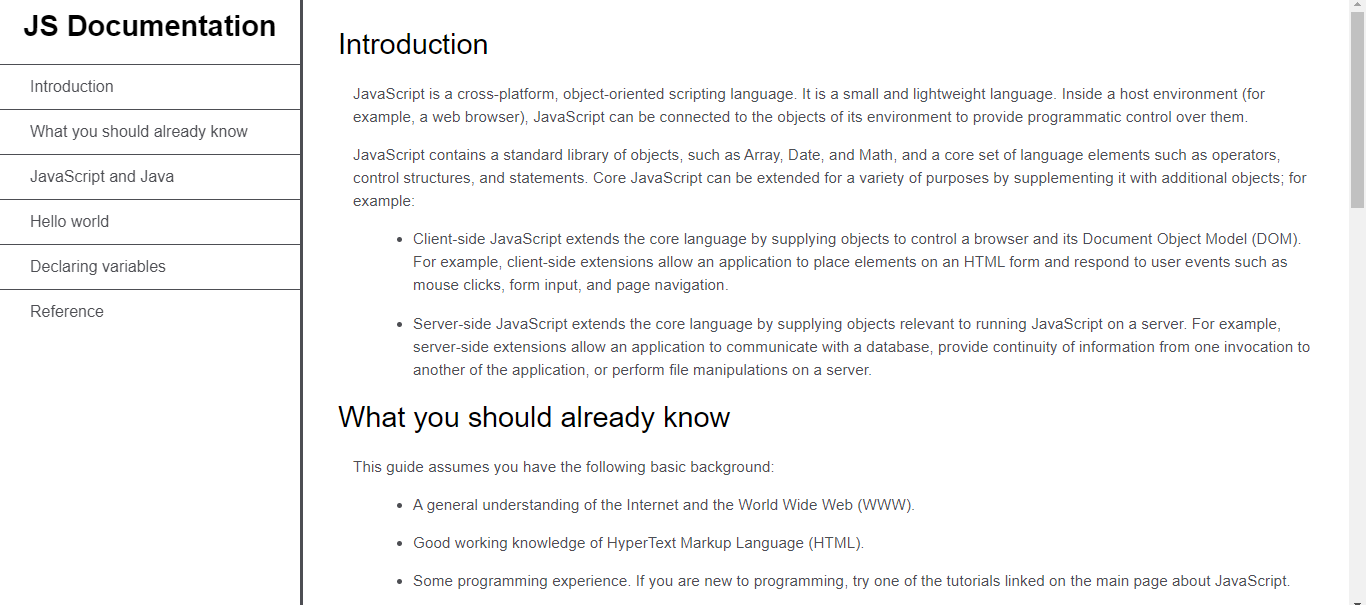 JS Documentation
Introduction
What you should already know
JavaScript and Java
Hello world
Declaring variables
Reference
Introduction
JavaScript is a cross-platform, object-oriented scripting language. It is a small and lightweight language. Inside a host environment (for
example, a web browser), JavaScript can be connected to the objects of its environment to provide programmatic control over them.
JavaScript contains a standard library of objects, such as Array, Date, and Math, and a core set of language elements such as operators,
control structures, and statements. Core JavaScript can be extended for a variety of purposes by supplementing it with additional objects; for
example:
• Client-side JavaScript extends the core language by supplying objects to control a browser and its Document Object Model (DOM).
For example, client-side extensions allow an application to place elements on an HTML form and respond to user events such as
mouse clicks, form input, and page navigation.
• Server-side JavaScript extends the core language by supplying objects relevant to running JavaScript on a server. For example,
server-side extensions allow an application to communicate with a database, provide continuity of information from one invocation to
another of the application, or perform file manipulations on a server.
What you should already know
This guide assumes you have the following basic background:
• A general understanding of the Internet and the World Wide Web (WWW).
• Good working knowledge of HyperText Markup Language (HTML).
• Some programming experience. If you are new to programming, try one of the tutorials linked on the main page about JavaScript.